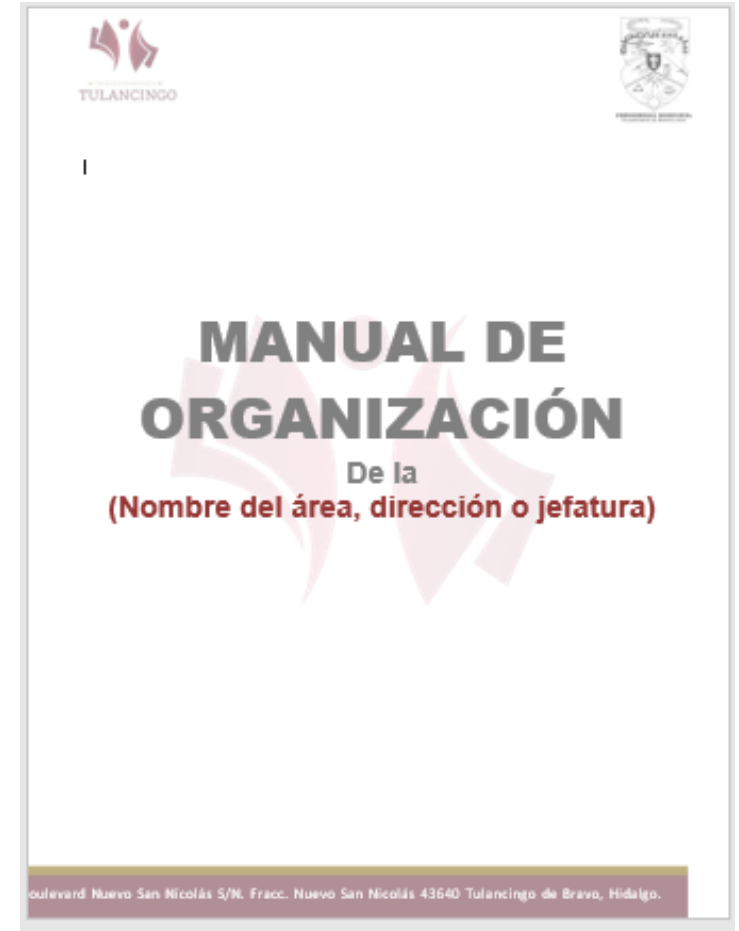 TULANCINGO
MANUAL DE
ORGANIZACIÓN
De la
(Nombre del área, dirección o jefatura)
oulevard Nuevo San Nicolás S/N. Fracc. Nuevo San Nicolás 43640 Tulancingo de Bravo, Hidalgo.